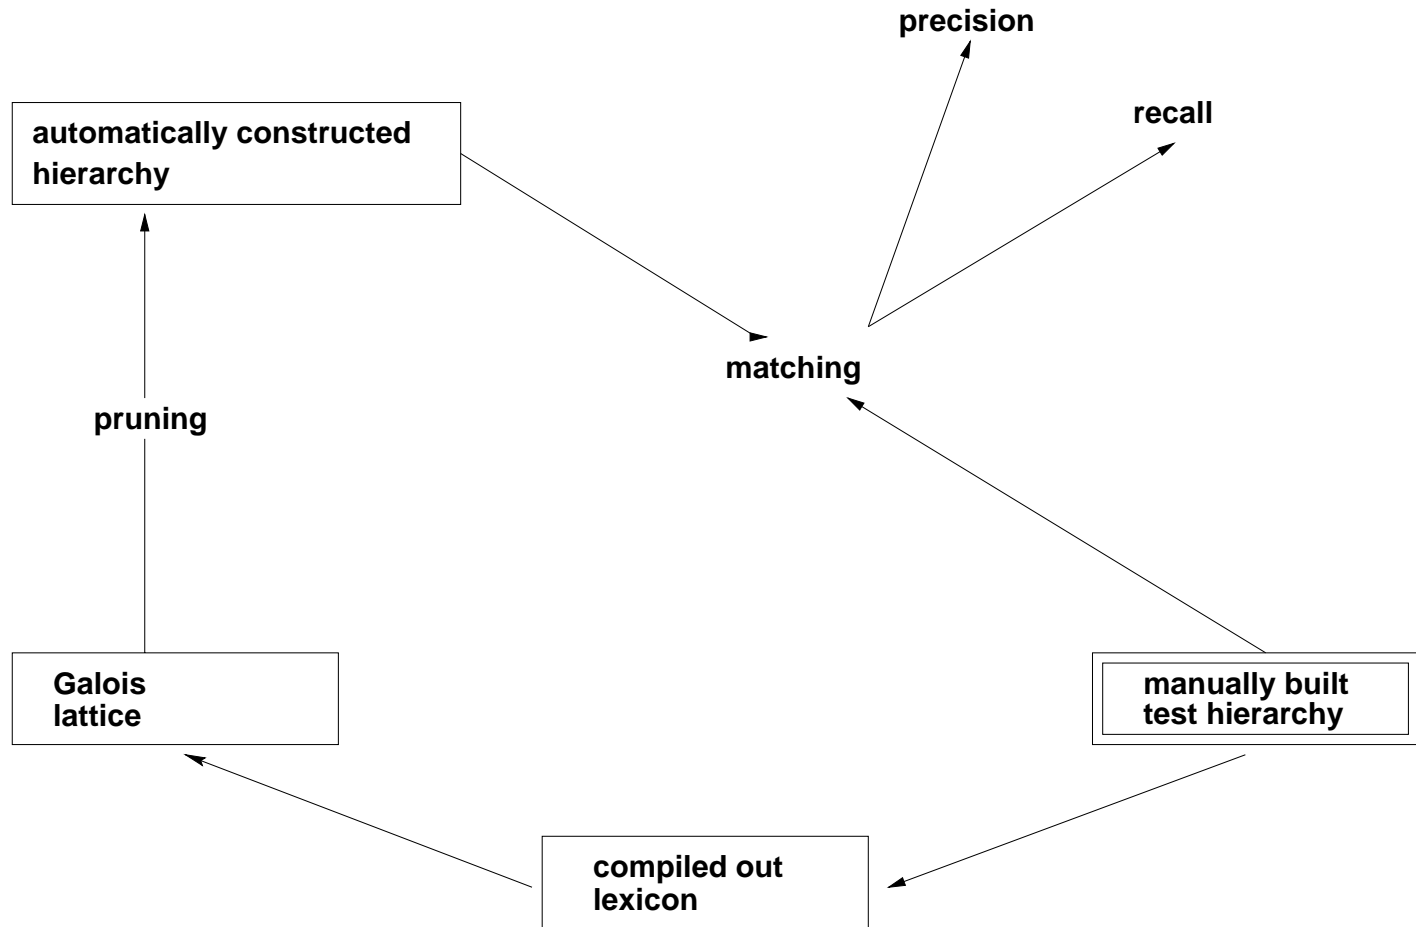 precision
recall
automatically constructed
hierarchy
matching
pruning
Galois
lattice
manually built
test hierarchy
compiled out
lexicon